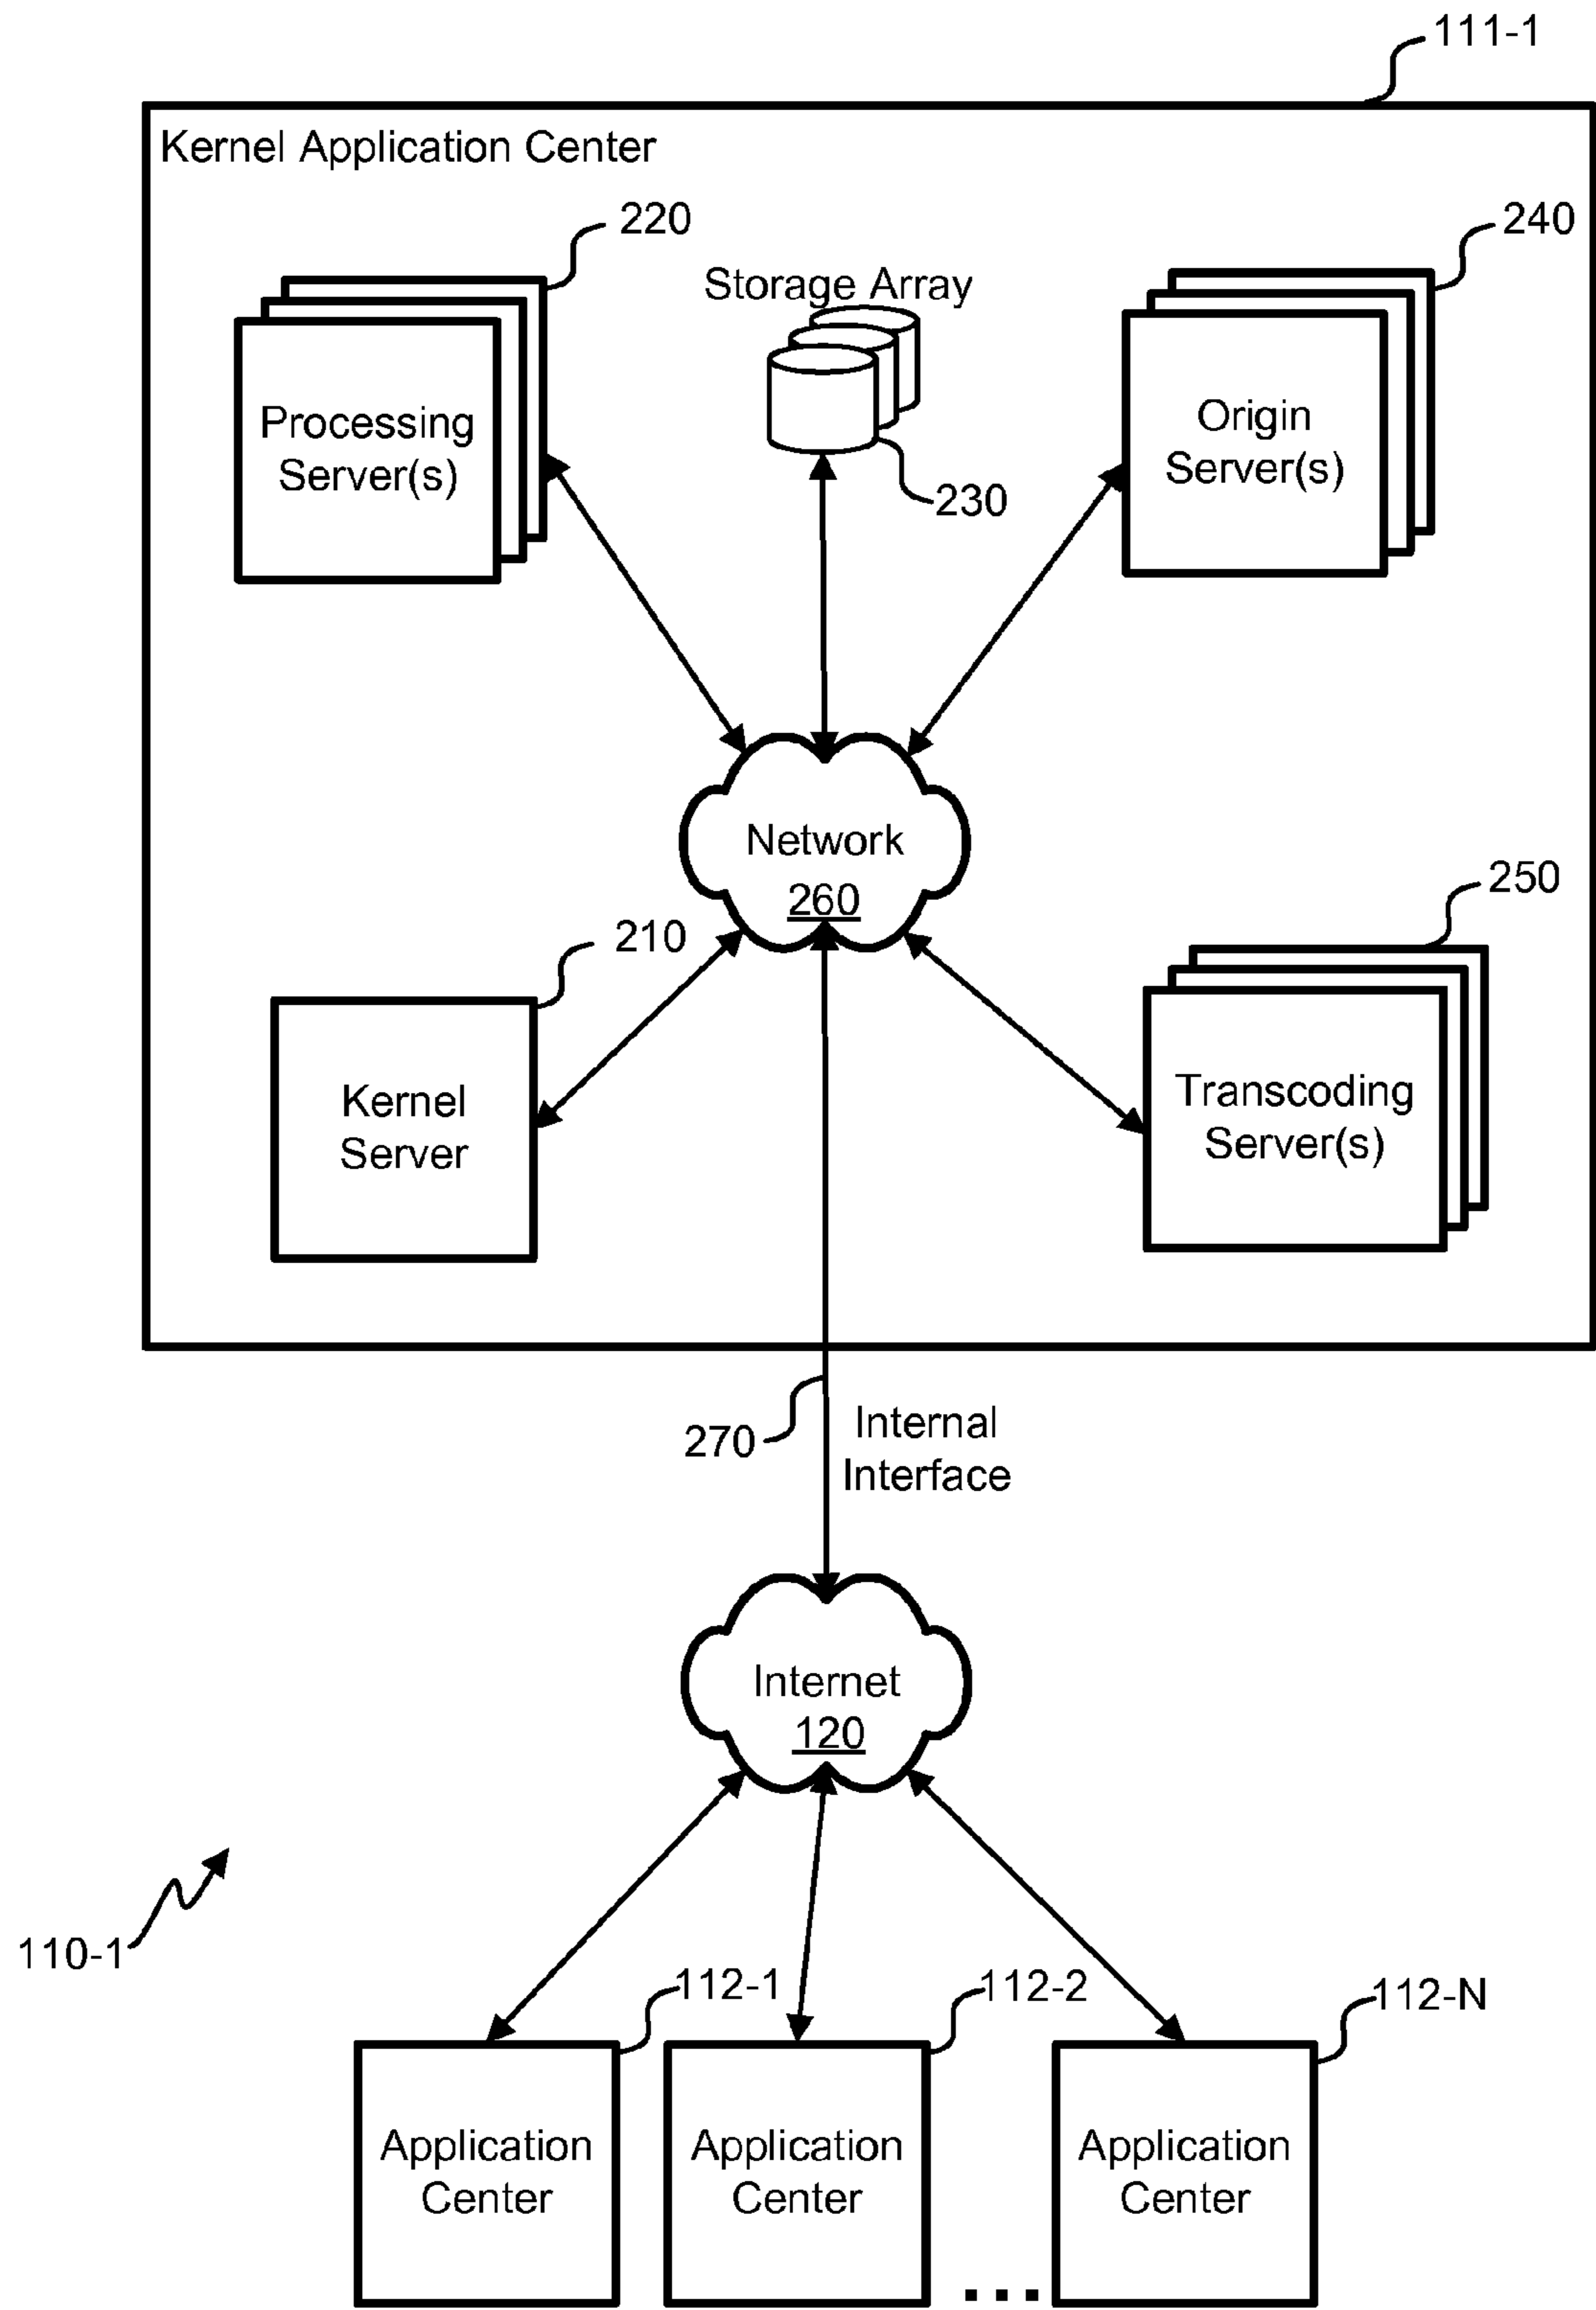 111-1
Kernel Application Center
220
240
Storage Array
Processing
Server(s)
Origin
Server(s)
230
Network
260
250
210
Kernel
Server
Transcoding
Server(s)
270
Internal
Interface
Internet
120
110-1
112-1
112-2
112-N
Application
Center
Application
Center
...
Application
Center